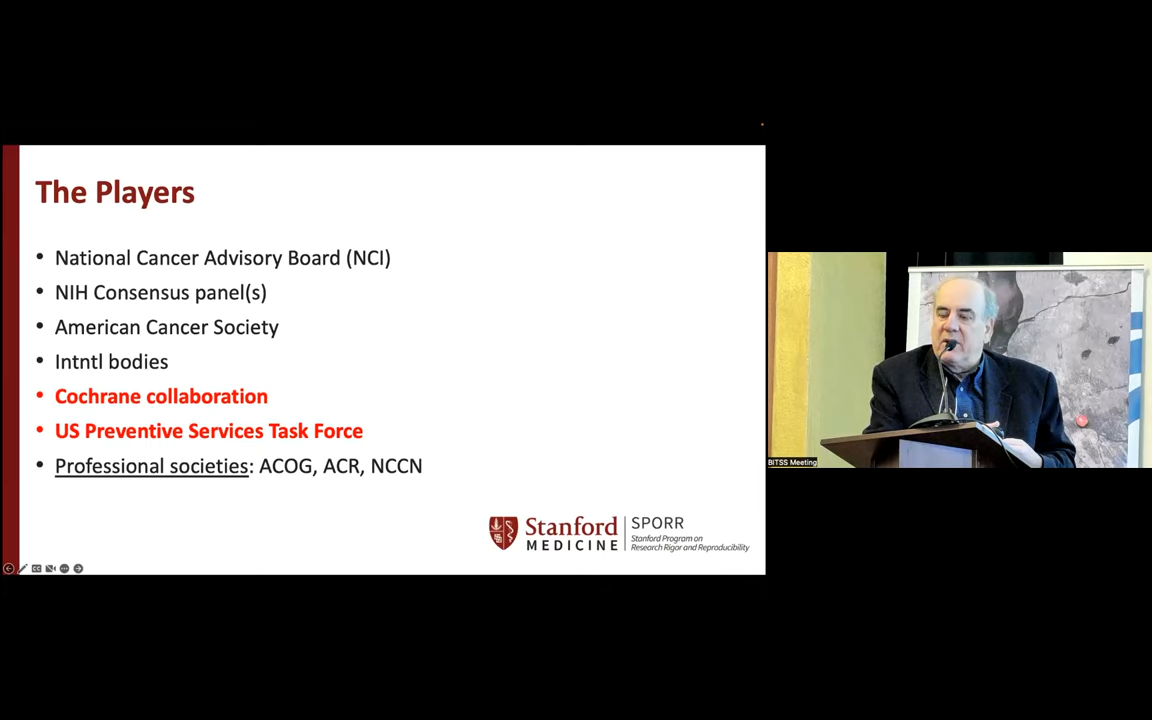 The Players
• National Cancer Advisory Board (NCI)
• NIH Consensus panel(s)
• American Cancer Society
• Intntl bodies
• Cochrane collaboration
• US Preventive Services Task Force
• Professional societies: ACOG, ACR, NCCN
Stanford
MEDICINE
SPORR
Stanford Program on
Research Rigor and Reproducibility
BITSS Meeting